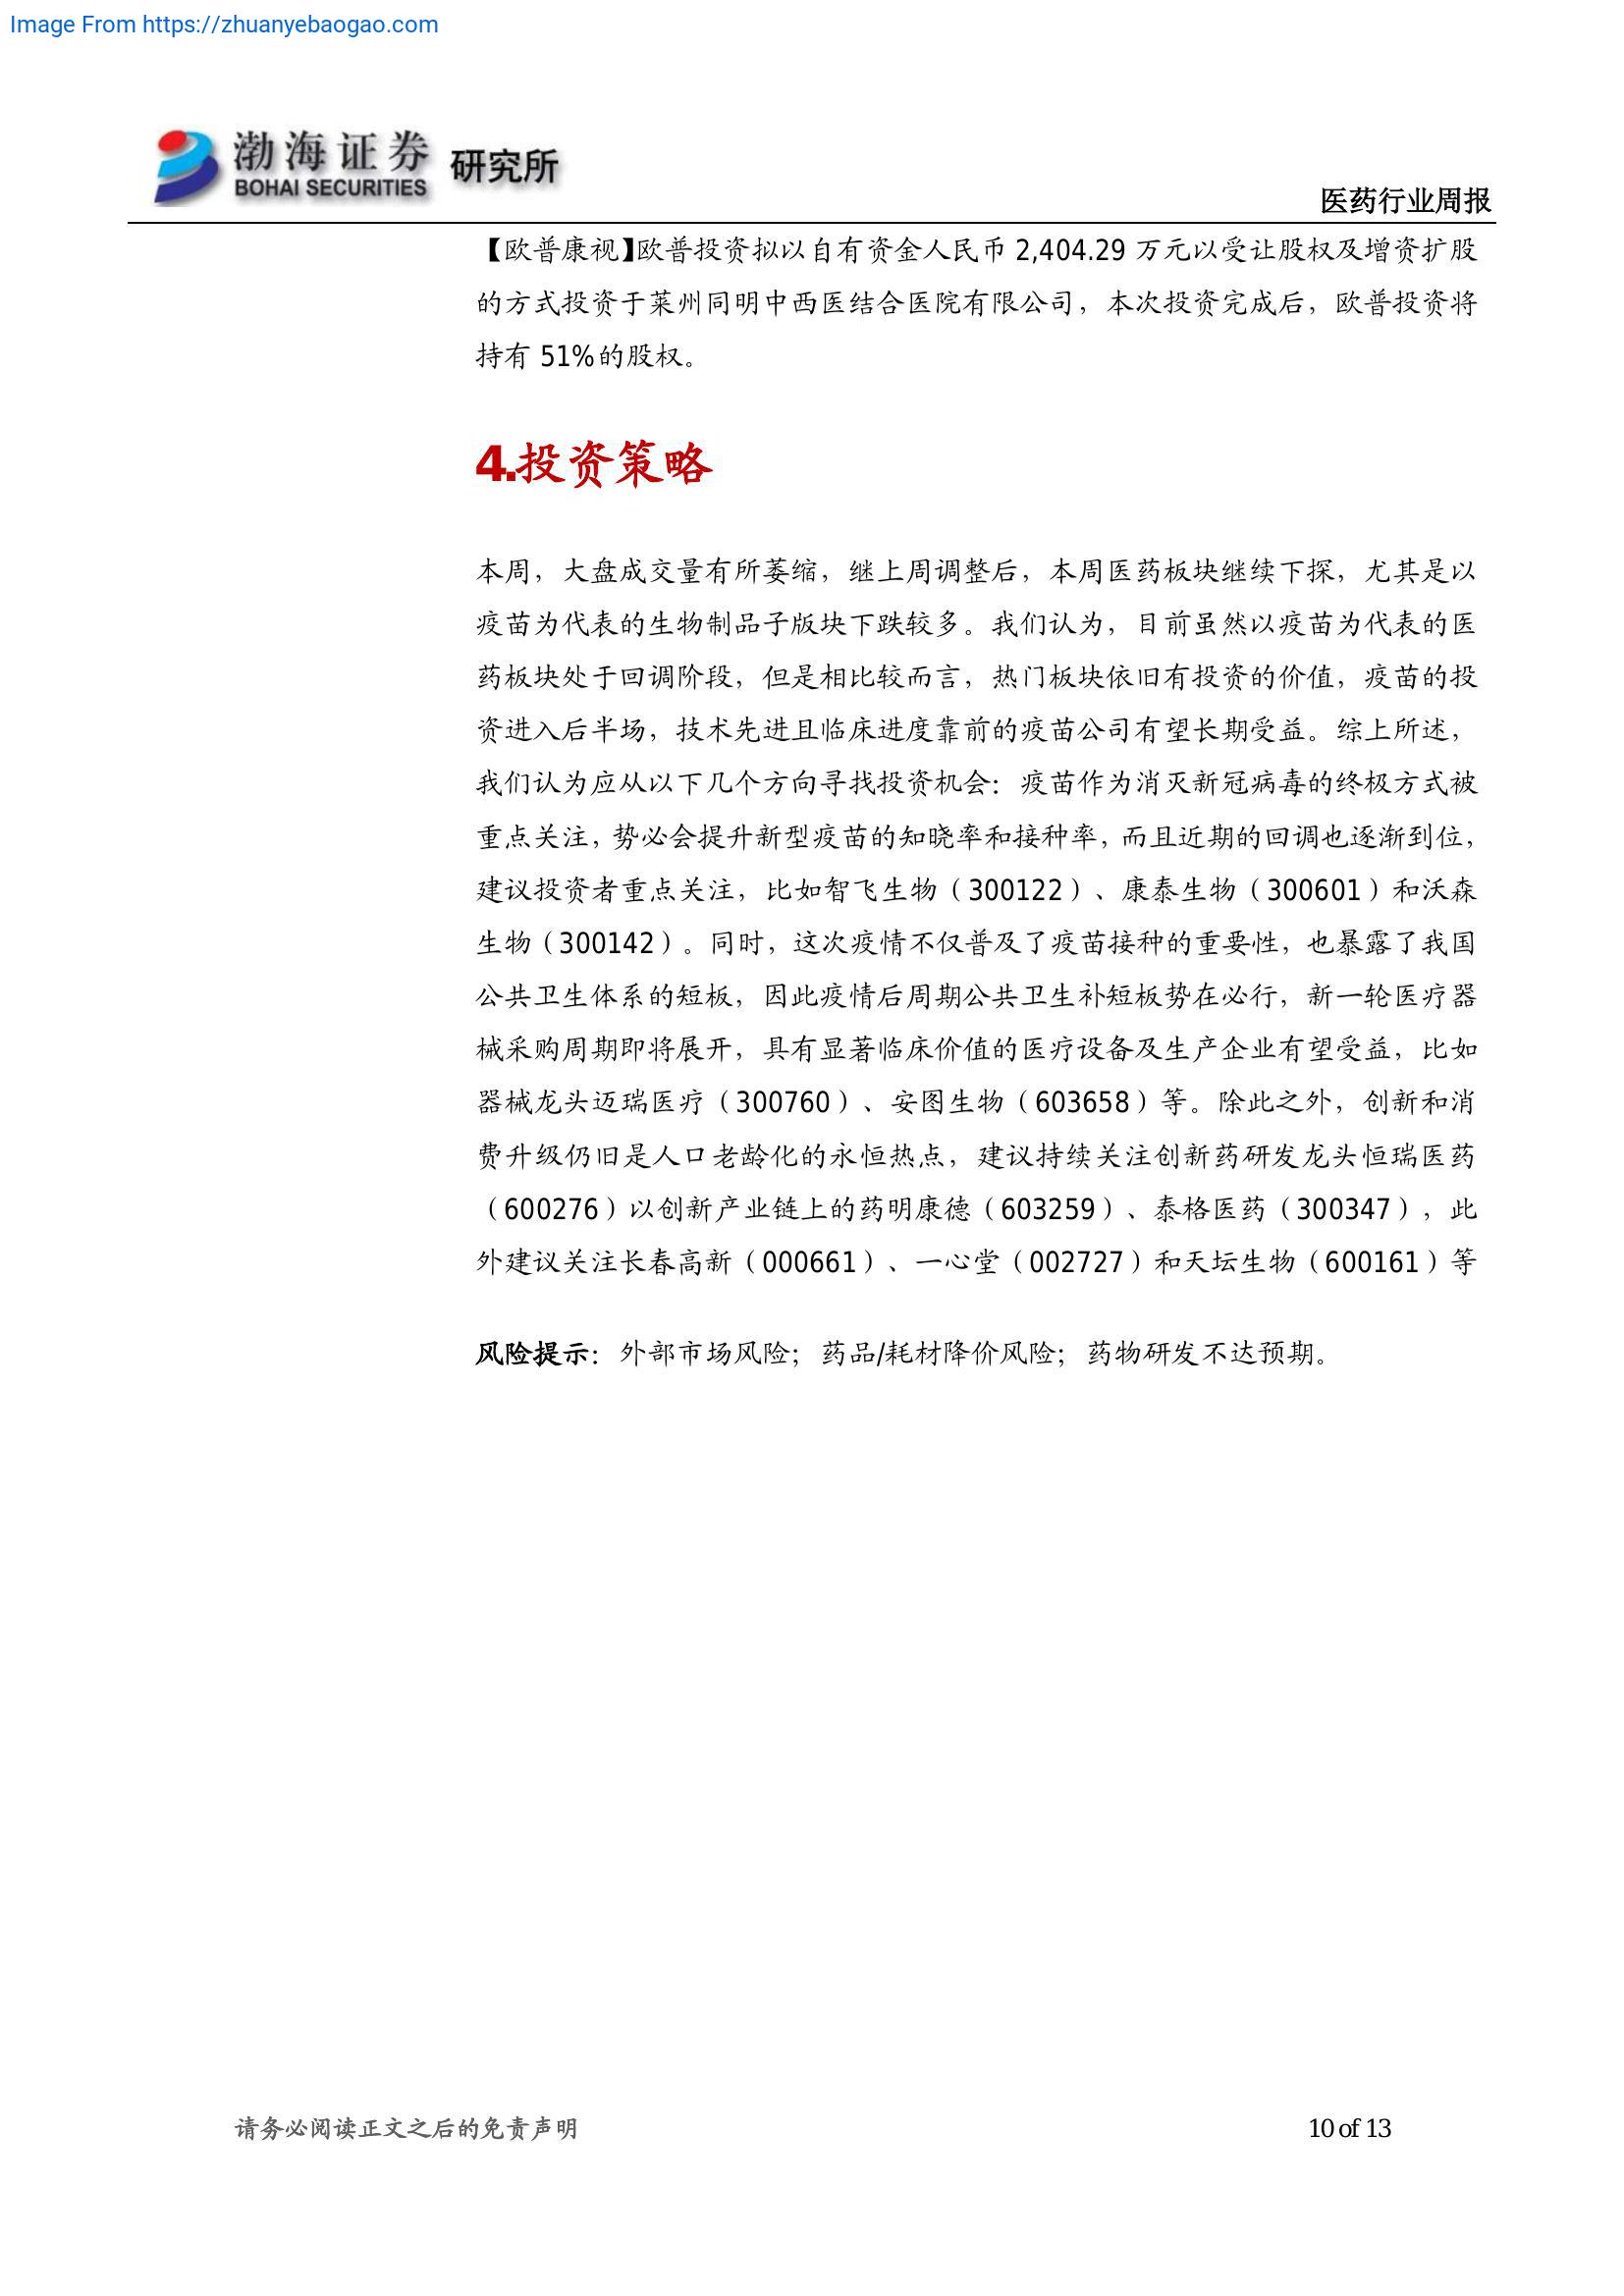 Image From https://zhuanyebaogao.com
渤海证券 研究所
BOHAI SECURITIES
医药行业周报
【欧普康视】欧普投资拟以自有资金人民币 2,404.29 万元以受让股权及增资扩股
的方式投资于莱州同明中西医结合医院有限公司，本次投资完成后，欧普投资将
持有 51%的股权。
4.投资策略
本周，大盘成交量有所萎缩，继上周调整后，本周医药板块继续下探，尤其是以
疫苗为代表的生物制品子版块下跌较多。我们认为，目前虽然以疫苗为代表的医
药板块处于回调阶段，但是相比较而言，热门板块依旧有投资的价值，疫苗的投
资进入后半场，技术先进且临床进度靠前的疫苗公司有望长期受益。综上所述，
我们认为应从以下几个方向寻找投资机会：疫苗作为消灭新冠病毒的终极方式被
重点关注，势必会提升新型疫苗的知晓率和接种率，而且近期的回调也逐渐到位，
建议投资者重点关注，比如智飞生物（300122）、康泰生物（300601）和沃森
生物（300142）。同时，这次疫情不仅普及了疫苗接种的重要性，也暴露了我国
公共卫生体系的短板，因此疫情后周期公共卫生补短板势在必行，新一轮医疗器
械采购周期即将展开，具有显著临床价值的医疗设备及生产企业有望受益，比如
器械龙头迈瑞医疗（300760）、安图生物（603658）等。除此之外，创新和消
费升级仍旧是人口老龄化的永恒热点，建议持续关注创新药研发龙头恒瑞医药
（600276）以创新产业链上的药明康德（603259）、泰格医药（300347），此
外建议关注长春高新（000661）、一心堂（002727）和天坛生物（600161）等
风险提示：外部市场风险；药品/耗材降价风险；药物研发不达预期。
请务必阅读正文之后的免责声明
10 of 13